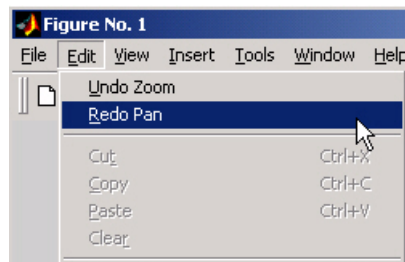 Figure No. 1
File Edit View Insert Tools Window Help
Undo Zoom
Redo Pan
Cut Ctrl+X
Copy Ctrl+C
Paste Ctrl+V
Clear